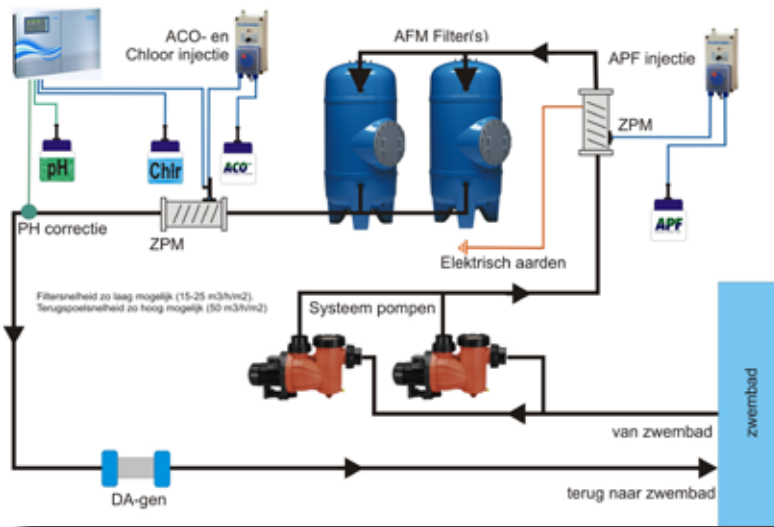 ACO- en
Chloor injectie
AFM Filter(s)
APF injectie
ZPM
pH
Chlr
ACO
APF
PH correctie
ZPM
Elektrisch aarden
Filtersnelheid zo laag mogelijk (15-25 m3/h/m2).
Terugspoelsnelheid zo hoog mogelijk (50 m3/h/m2)
Systeem pompen
zwembad
van zwembad
DA-gen
terug naar zwembad